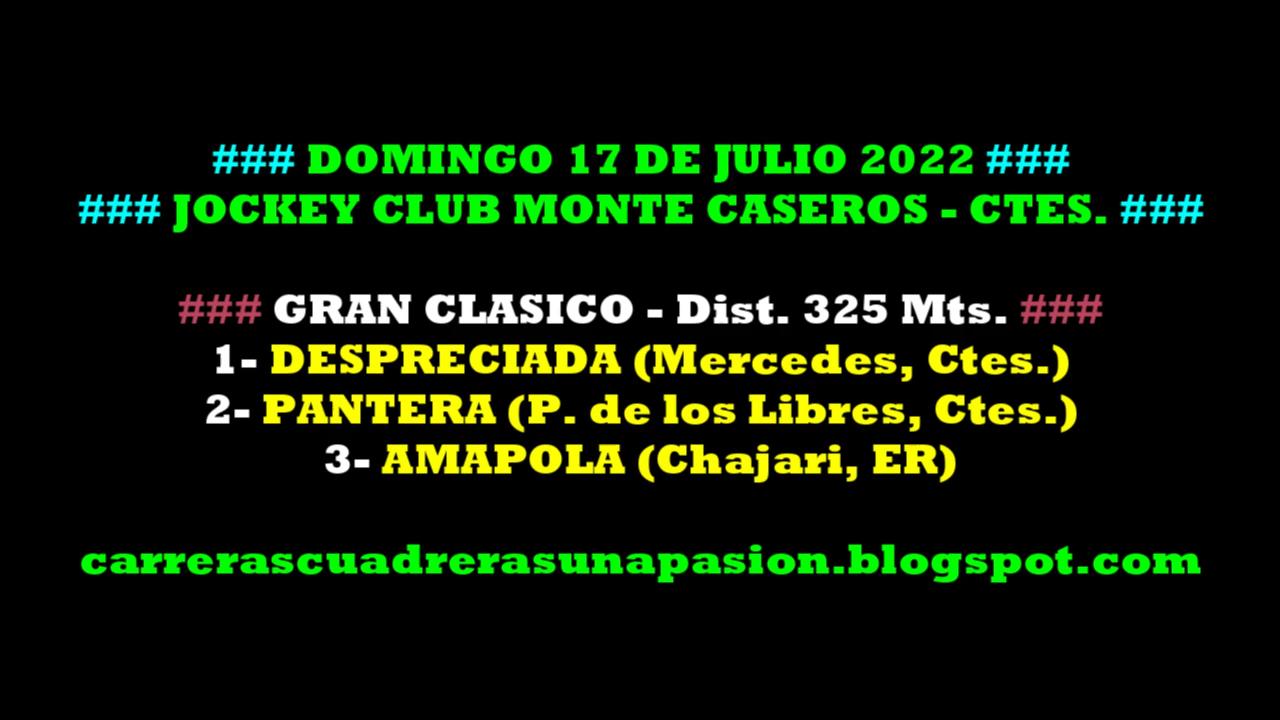 ### DOMINGO 17 DE JULIO 2022 ###
### JOCKEY CLUB MONTE CASEROS - CTES. ###
### GRAN CLASICO - Dist. 325 Mts. ###
1- DESPRECIADA (Mercedes, Ctes.)
2- PANTERA (P. de los Libres, Ctes.)
3- AMAPOLA (Chajari, ER)
carrerascuadrerasunapasion.blogspot.com